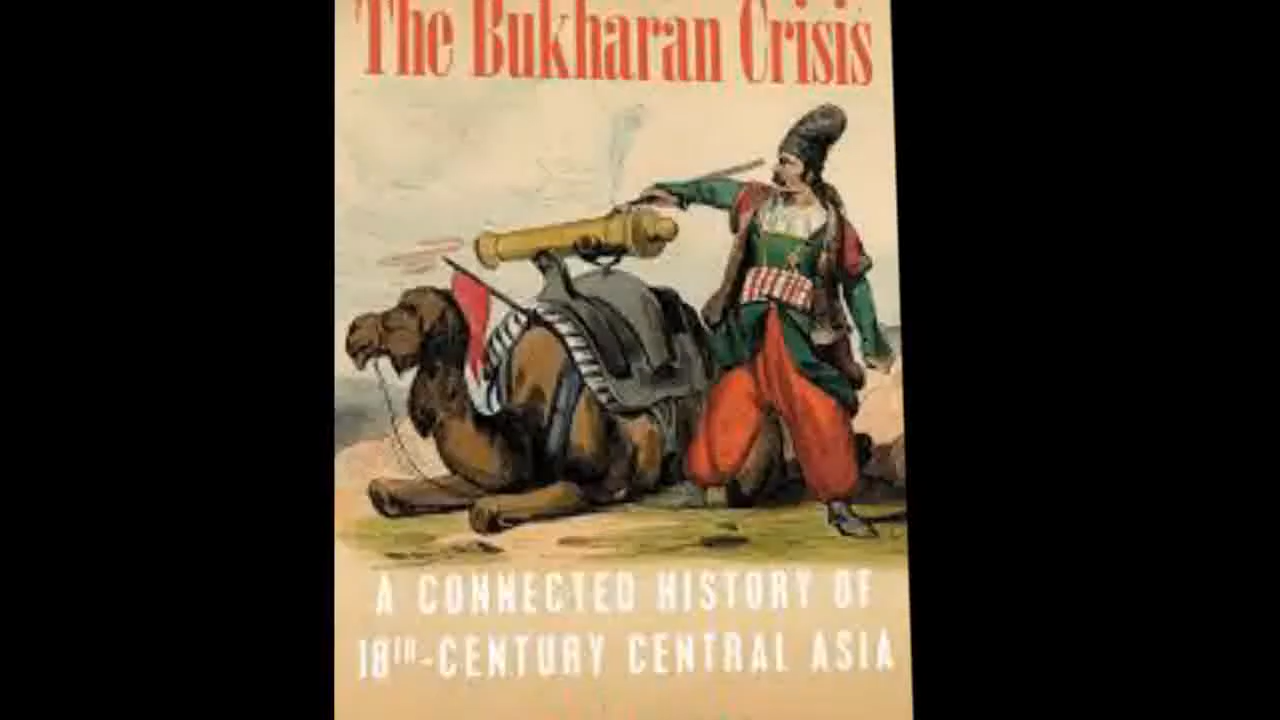 The Bukharan Crisis
A CONNECTED HISTORY OF
18TH-CENTURY CENTRAL ASIA